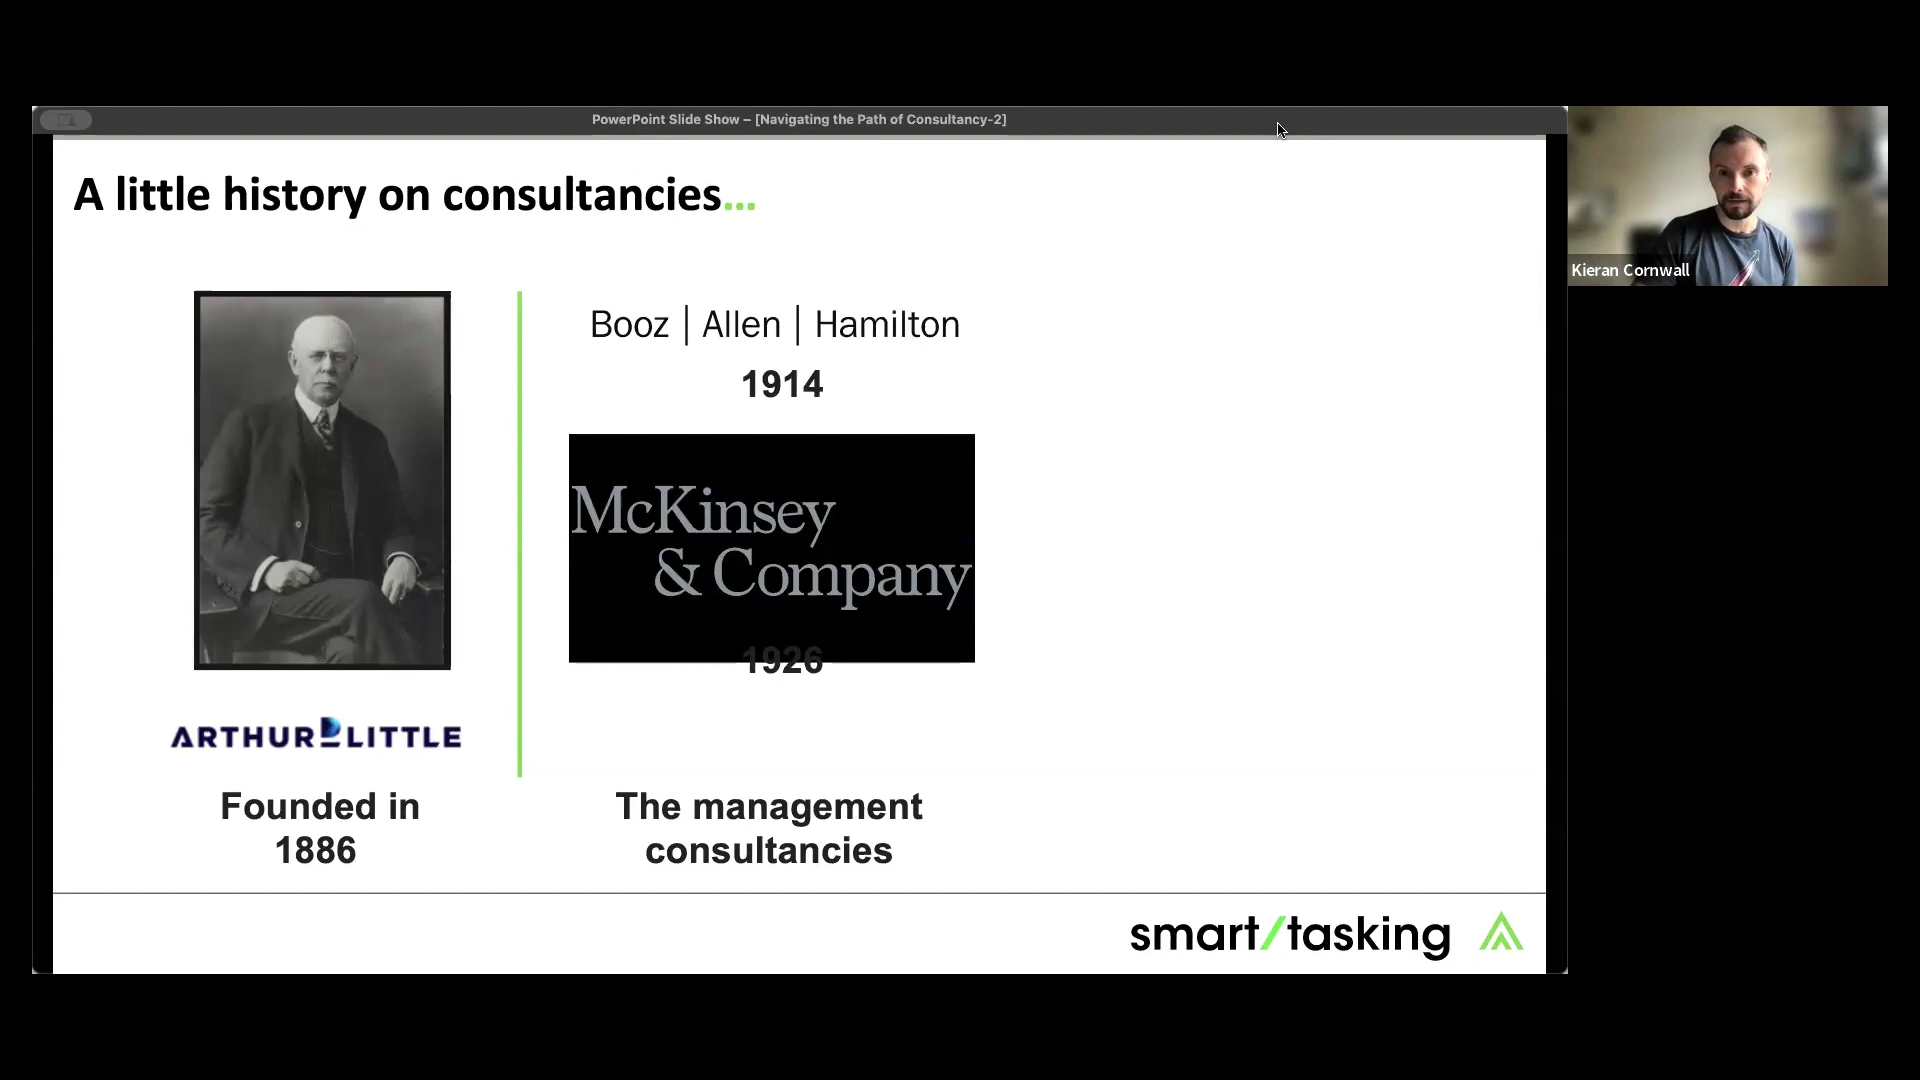 PowerPoint Slide Show – [Navigating the Path of Consultancy-2]
A little history on consultancies...
Booz | Allen | Hamilton
1914
McKinsey
& Company
1926
ARTHUR D LITTLE
Founded in
1886
The management
consultancies
smart/tasking
Kieran Cornwall